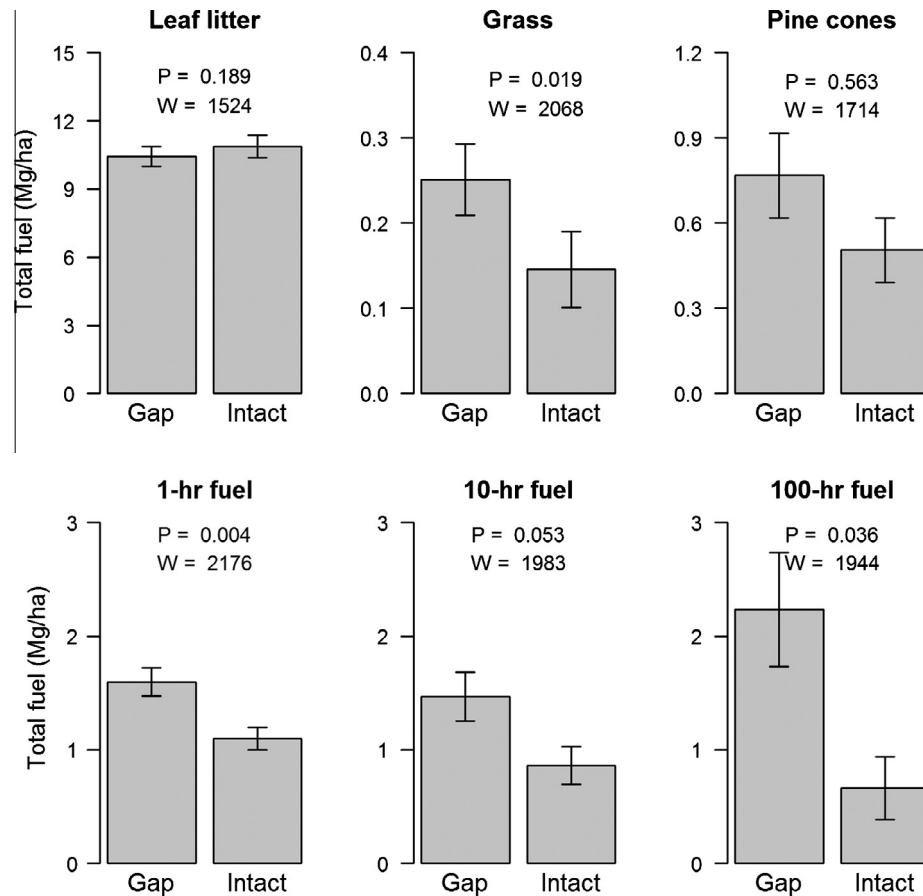 Leaf litter
Total fuel (Mg/ha)
15
12
9
6
3
0
P = 0.189
W = 1524
Gap
Intact
Grass
0.4
0.3
0.2
0.1
0.0
P = 0.019
W = 2068
Gap
Intact
Pine cones
1.2
0.9
0.6
0.3
0.0
P = 0.563
W = 1714
Gap
Intact
1-hr fuel
Total fuel (Mg/ha)
3
2
1
0
P = 0.004
W = 2176
Gap
Intact
10-hr fuel
3
2
1
0
P = 0.053
W = 1983
Gap
Intact
100-hr fuel
3
2
1
0
P = 0.036
W = 1944
Gap
Intact